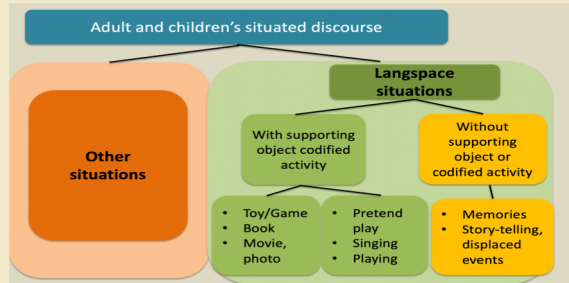 Adult and children's situated discourse
Langspace
situations
Other
situations
With supporting
object codified
activity
Without
supporting
object or
codified activity
• Toy/Game
• Book
• Movie,
photo
• Pretend
play
• Singing
• Playing
• Memories
• Story-telling,
displaced
events